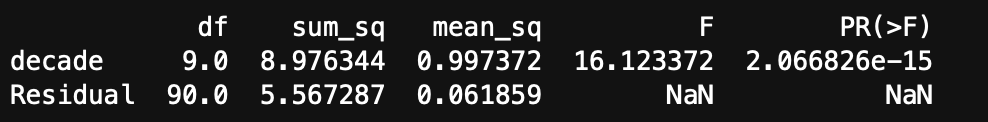 df sum_sq mean_sq F PR(>F)
decade 9.0 8.976344 0.997372 16.123372 2.066826e-15
Residual 90.0 5.567287 0.061859 NaN NaN